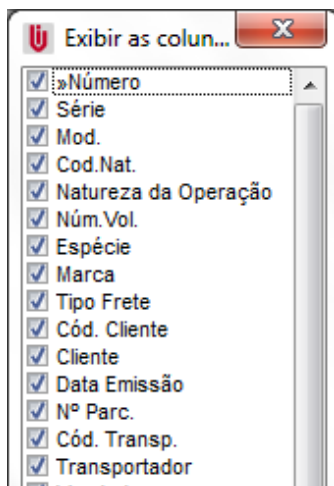 Exibir as colun...
»Número
Série
Mod.
Cod.Nat.
Natureza da Operação
Núm.Vol.
Espécie
Marca
Tipo Frete
Cód. Cliente
Cliente
Data Emissão
Nº Parc.
Cód. Transp.
Transportador